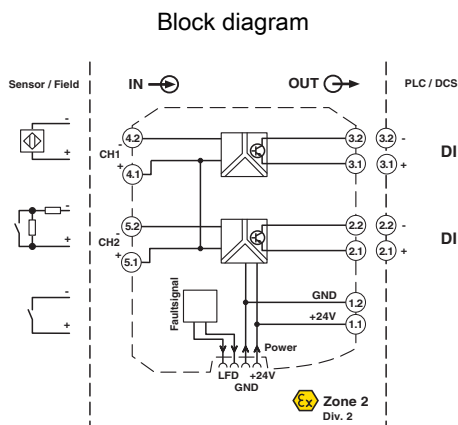 Block diagram
Sensor / Field
IN
OUT
PLC / DCS
4.2
-
CH1
+
4.1
3.2
3.1
3.2 -
3.1 +
DI
-
+
5.2
-
CH2
+
5.1
2.2
2.1
2.2 -
2.1 +
DI
-
+
-
+
Faultsignal
GND
1.2
+24V
1.1
Power
LFD
+24V
GND
Ex
Zone 2
Div. 2